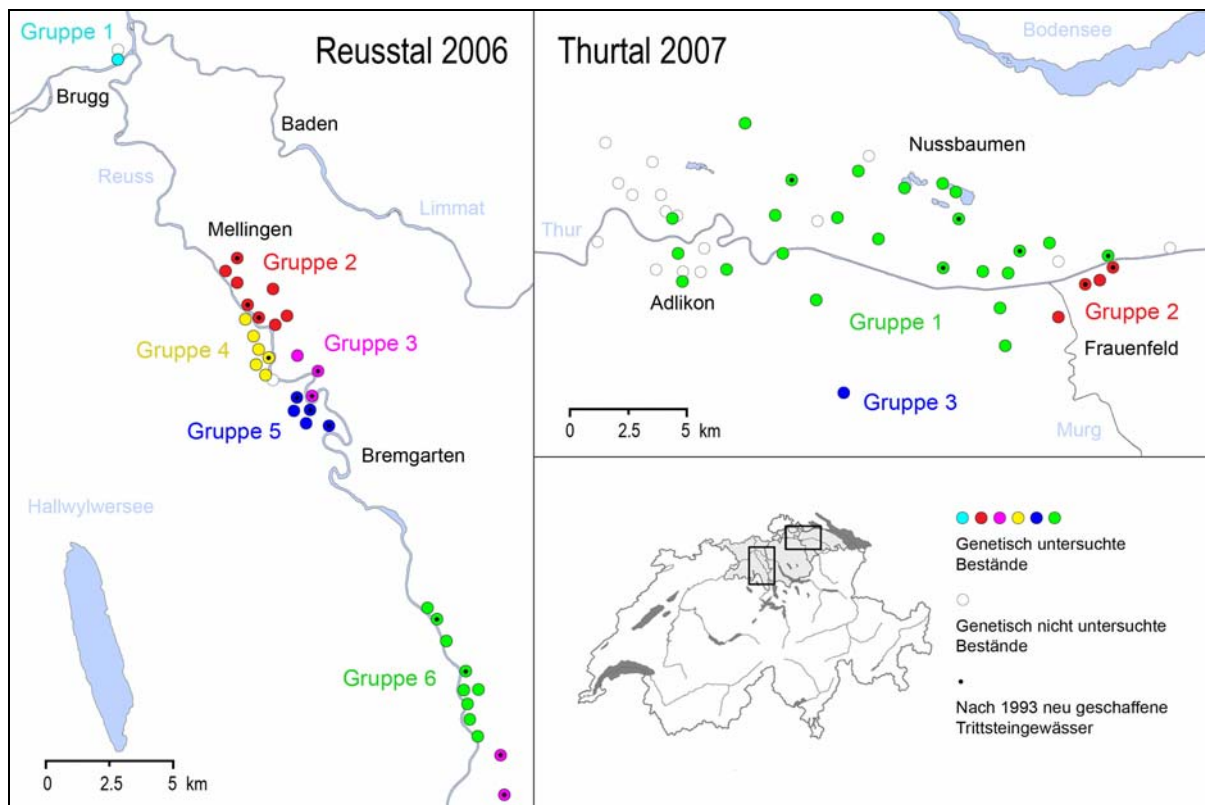 Reusstal 2006
Gruppe 1
Brugg
Baden
Reuss
Limmat
Mellingen
Gruppe 2
Gruppe 3
Gruppe 4
Gruppe 5
Bremgarten
Hallwylwersee
Gruppe 6
0 2.5 5 km
Thurtal 2007
Bodensee
Nussbaumen
Thur
Adlikon
Gruppe 1
Gruppe 2
Frauenfeld
Gruppe 3
Murg
0 2.5 5 km
Genetisch untersuchte
Bestände
Genetisch nicht untersuchte
Bestände
Nach 1993 neu geschaffene
Trittsteingewässer